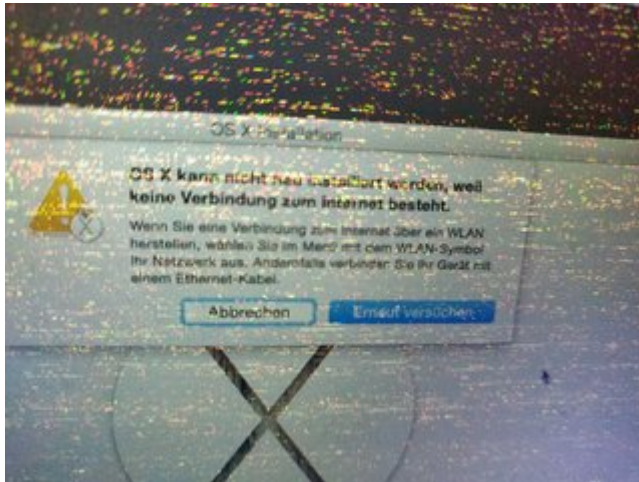 OS X Installation
OS X kann nicht neu installiert werden, weil
keine Verbindung zum Internet besteht.
Wenn Sie eine Verbindung zum Internet über ein WLAN
herstellen, wählen Sie im Menü mit dem WLAN-Symbol
Ihr Netzwerk aus. Andernfalls verbinden Sie Ihr Gerät mit
einem Ethernet-Kabel.
Abbrechen
Erneut versuchen